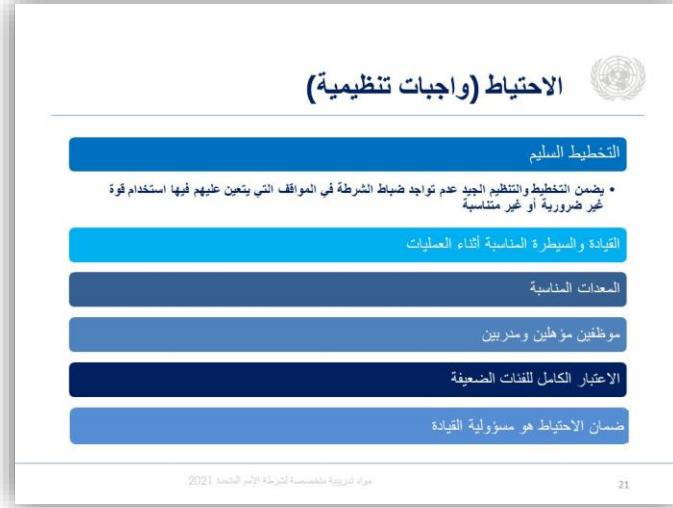 الاحتياط (واجبات تنظيمية)
التخطيط السليم
• يضمن التخطيط والتنظيم الجيد عدم تواجد ضباط الشرطة في المواقف التي يتعين عليهم فيها استخدام قوة
غير ضرورية أو غير متناسبة
القيادة والسيطرة المناسبة أثناء العمليات
المعدات المناسبة
موظفين مؤهلين ومدربين
الاعتبار الكامل للفئات الضعيفة
ضمان الاحتياط هو مسؤولية القيادة
مواد تدريبية متخصصة لشرطة الأمم المتحدة 2021
21